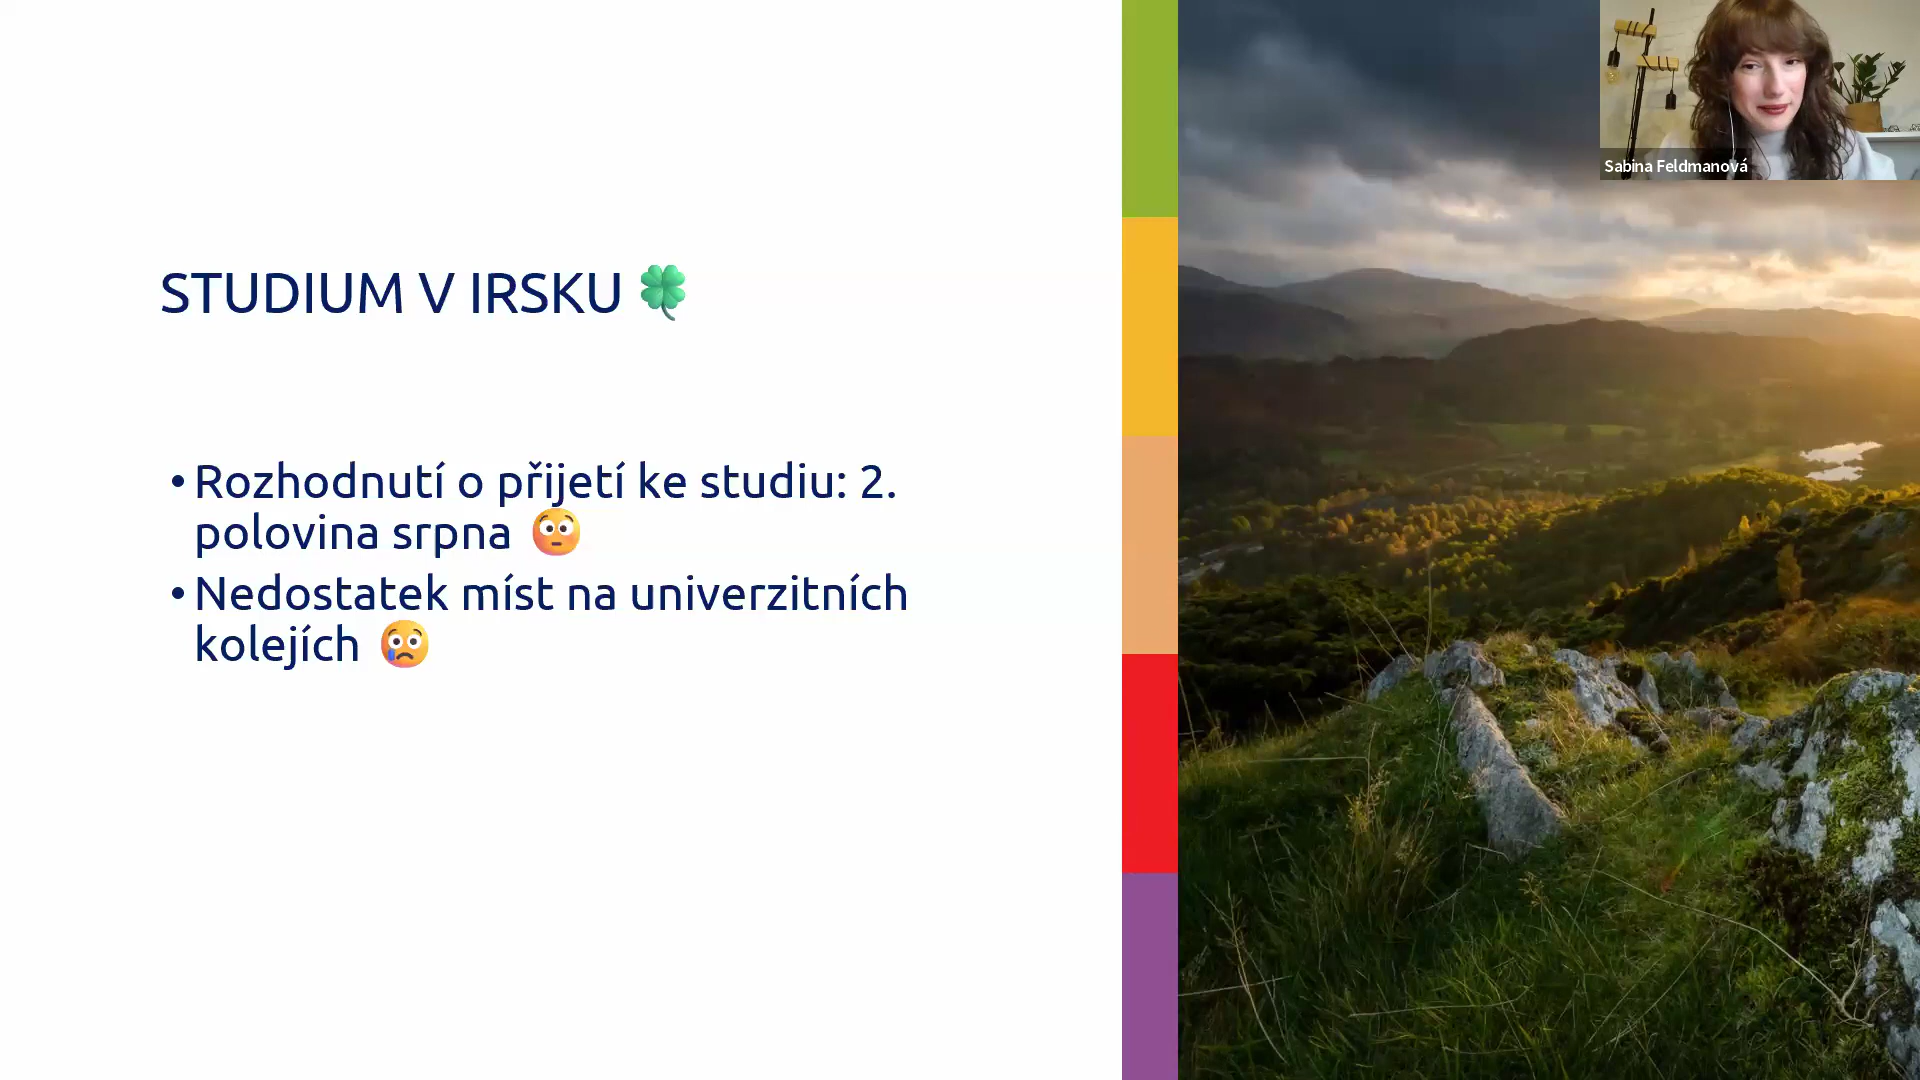 STUDIUM V IRSKU 🍀
• Rozhodnutí o přijetí ke studiu: 2.
polovina srpna 😳
• Nedostatek míst na univerzitních
kolejích 😢
Sabina Feldmanová